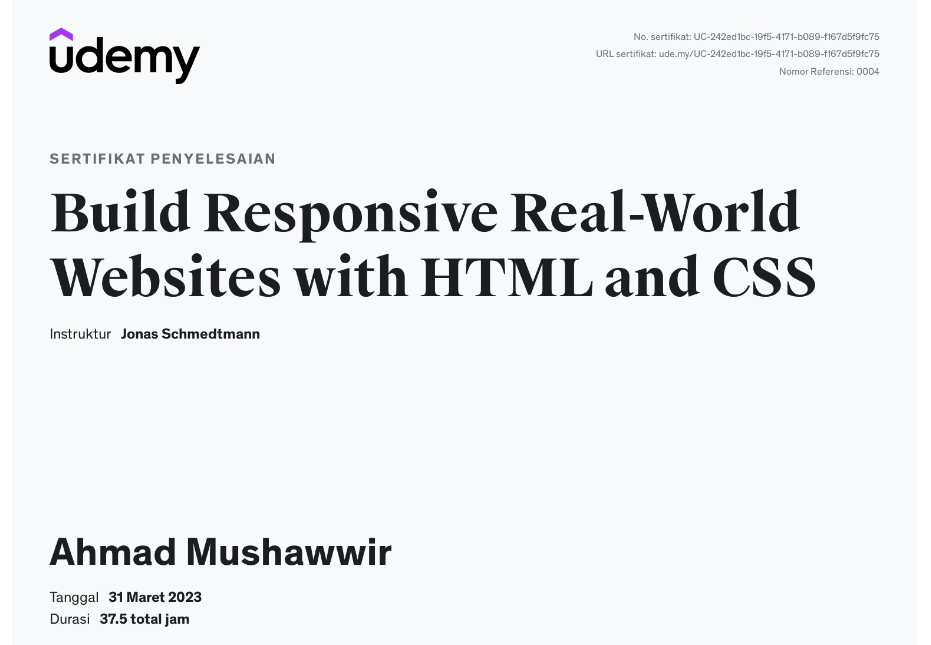 udemy
No. sertifikat: UC-242ed1bc-19f5-4171-b089-f167d5f9fc75
URL sertifikat: ude.my/UC-242ed1bc-19f5-4171-b089-f167d5f9fc75
Nomor Referensi: 0004
SERTIFIKAT PENYELESAIAN
Build Responsive Real-World
Websites with HTML and CSS
Instruktur Jonas Schmedtmann
Ahmad Mushawwir
Tanggal 31 Maret 2023
Durasi 37.5 total jam